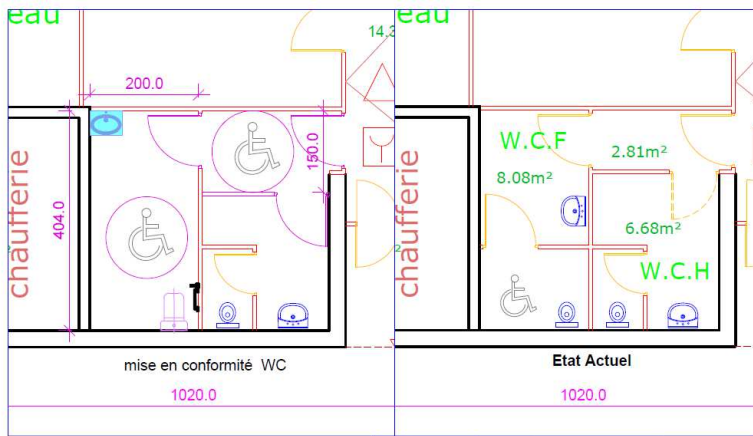 eau
14.3
200.0
150.0
404.0
chaufferie
mise en conformité WC
1020.0
eau
W.C.F
8.08m²
2.81m²
6.68m²
W.C.H
chaufferie
Etat Actuel
1020.0